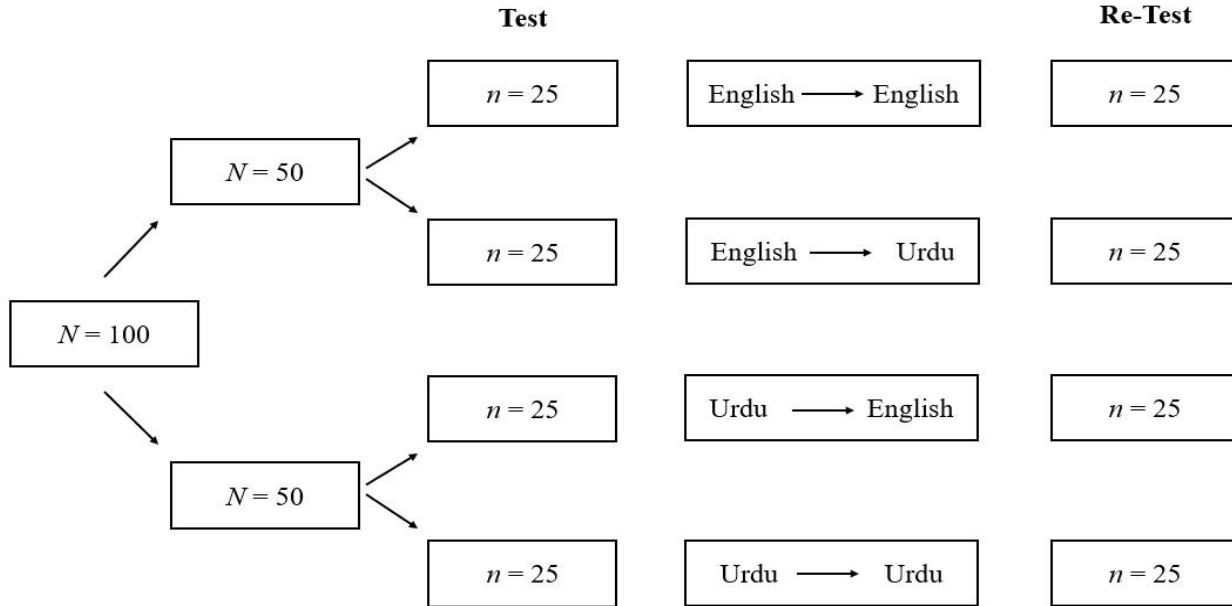 Test
Re-Test
n = 25
English → English
n = 25
N = 50
n = 25
English → Urdu
n = 25
N = 100
n = 25
Urdu → English
n = 25
N = 50
n = 25
Urdu → Urdu
n = 25